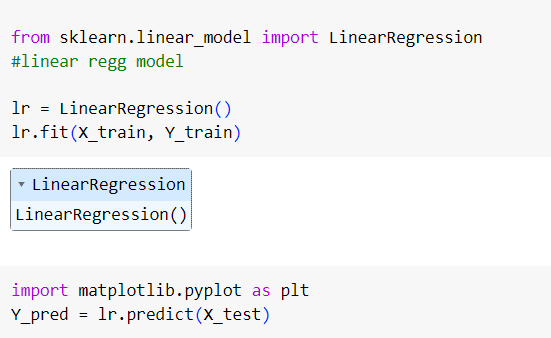 from sklearn.linear_model import LinearRegression
#linear regg model
lr = LinearRegression()
lr.fit(X_train, Y_train)
LinearRegression
LinearRegression()
import matplotlib.pyplot as plt
Y_pred = lr.predict(X_test)